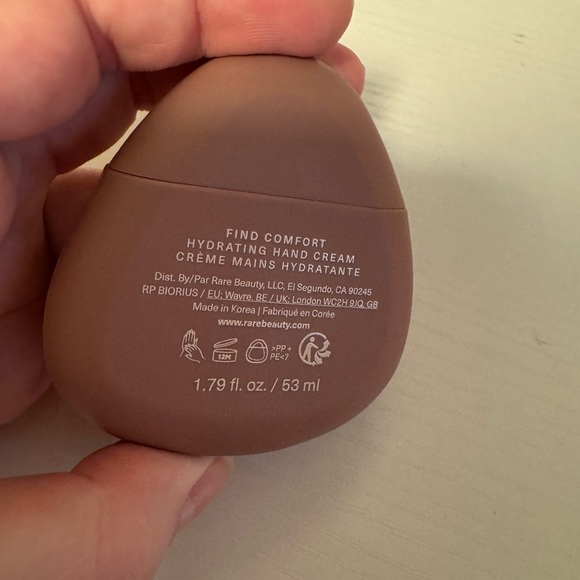 FIND COMFORT
HYDRATING HAND CREAM
CRÈME MAINS HYDRATANTE
Dist. By/Par Rare Beauty, LLC, El Segundo, CA 90245
RP BIORIUS / EU: Wavre, BE / UK: London WC2H 9JQ, GB
Made in Korea | Fabriqué en Corée
www.rarebeauty.com
12M >PP+
PE<7
1.79 fl. oz. / 53 ml